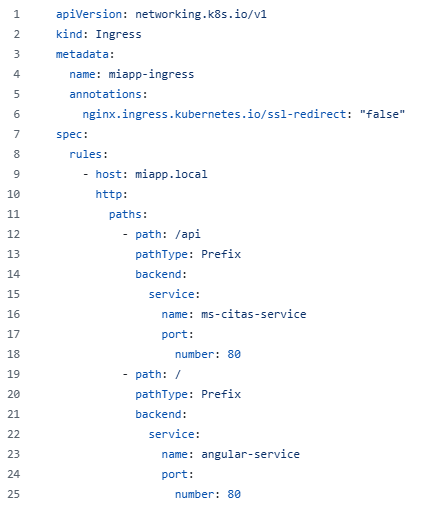 1 apiVersion: networking.k8s.io/v1
2 kind: Ingress
3 metadata:
4   name: miapp-ingress
5   annotations:
6     nginx.ingress.kubernetes.io/ssl-redirect: "false"
7 spec:
8   rules:
9     - host: miapp.local
10       http:
11         paths:
12           - path: /api
13             pathType: Prefix
14             backend:
15               service:
16                 name: ms-citas-service
17                 port:
18                   number: 80
19           - path: /
20             pathType: Prefix
21             backend:
22               service:
23                 name: angular-service
24                 port:
25                   number: 80